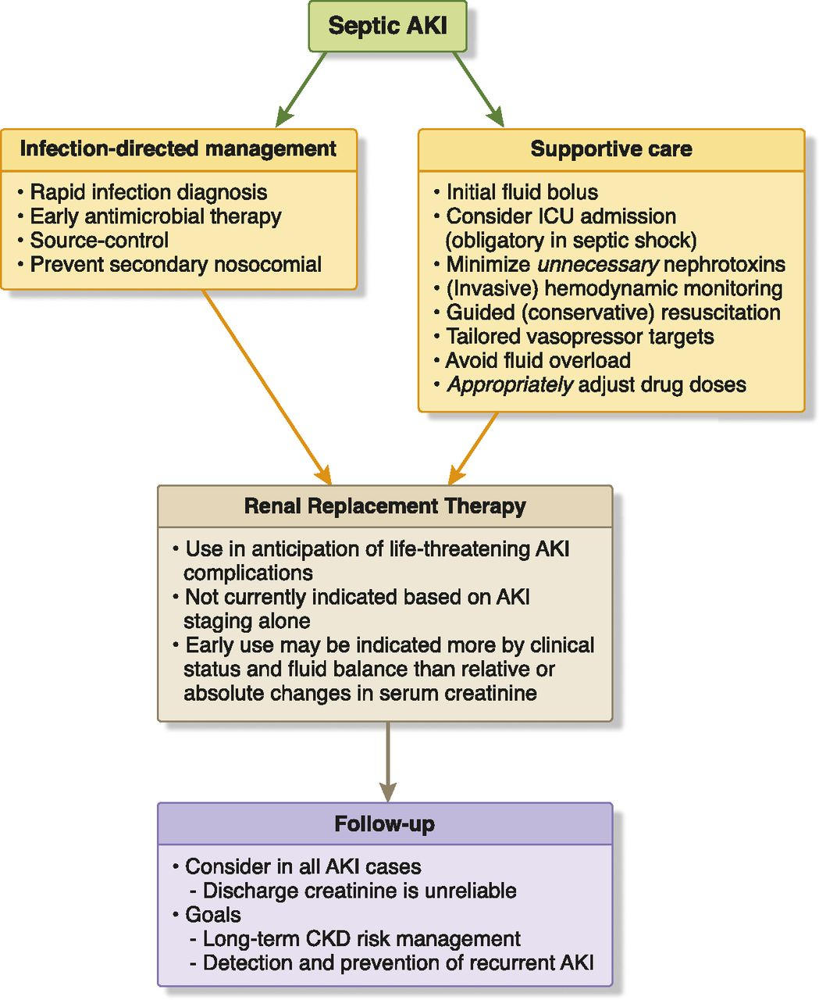 Septic AKI
Infection-directed management
• Rapid infection diagnosis
• Early antimicrobial therapy
• Source-control
• Prevent secondary nosocomial
Supportive care
• Initial fluid bolus
• Consider ICU admission
(obligatory in septic shock)
• Minimize unnecessary nephrotoxins
• (Invasive) hemodynamic monitoring
• Guided (conservative) resuscitation
• Tailored vasopressor targets
• Avoid fluid overload
• Appropriately adjust drug doses
Renal Replacement Therapy
• Use in anticipation of life-threatening AKI
complications
• Not currently indicated based on AKI
staging alone
• Early use may be indicated more by clinical
status and fluid balance than relative or
absolute changes in serum creatinine
Follow-up
• Consider in all AKI cases
- Discharge creatinine is unreliable
• Goals
- Long-term CKD risk management
- Detection and prevention of recurrent AKI